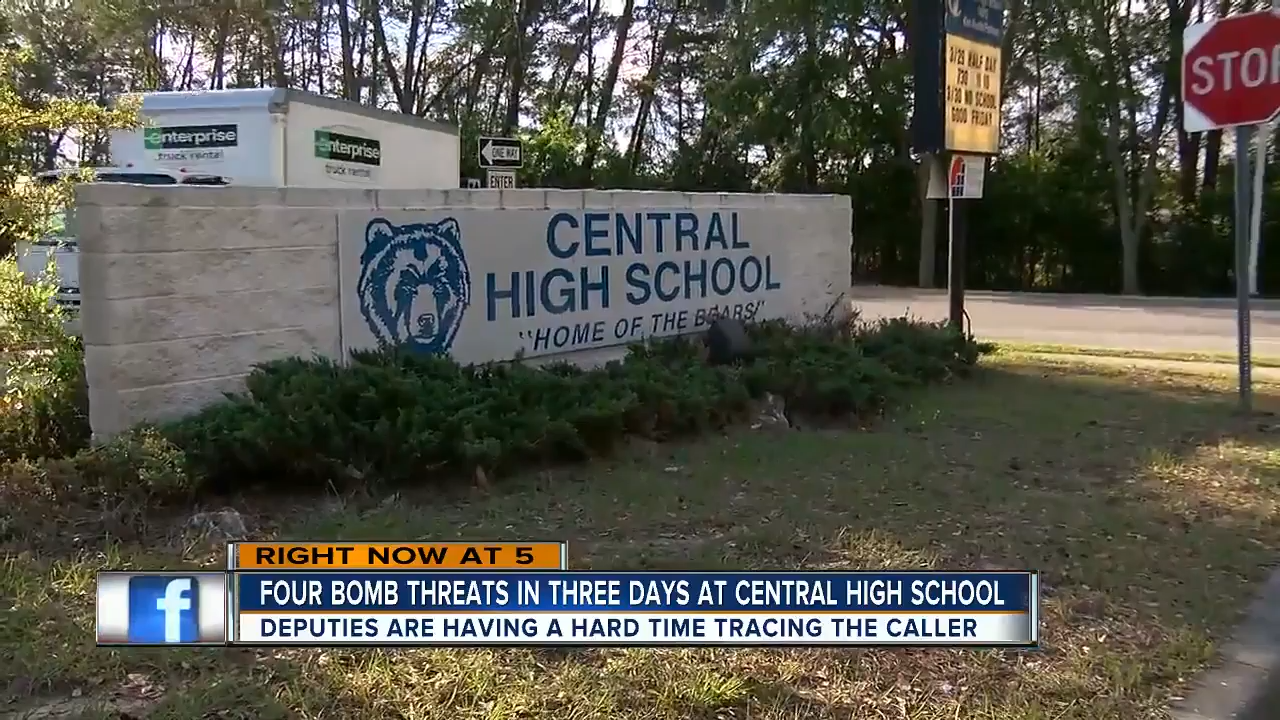 enterprise
truck rental
enterprise
truck rental
ONE WAY
ENTER
3/29 HALF DAY
730
3/30 NO SCHOOL
GOOD FRIDAY
STOP
CENTRAL
HIGH SCHOOL
"HOME OF THE BEARS"
RIGHT NOW AT 5
f
FOUR BOMB THREATS IN THREE DAYS AT CENTRAL HIGH SCHOOL
DEPUTIES ARE HAVING A HARD TIME TRACING THE CALLER